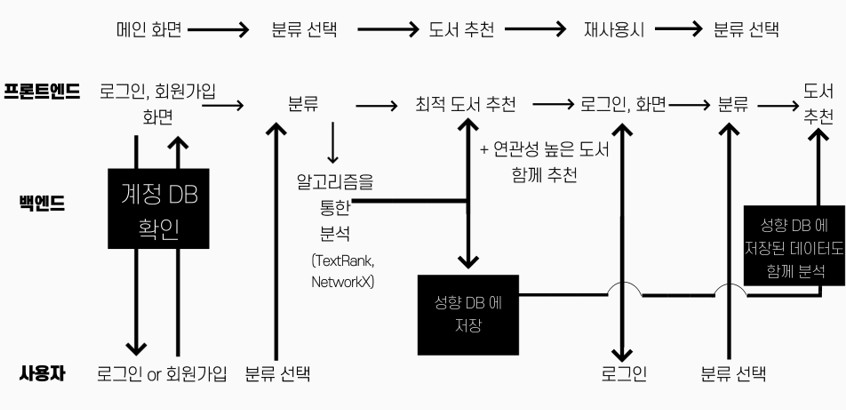 메인 화면
분류 선택
도서 추천
재사용시
분류 선택
프론트엔드
로그인, 회원가입
화면
분류
최적 도서 추천
로그인, 화면
분류
도서
추천
+ 연관성 높은 도서
함께 추천
백엔드
계정 DB
확인
알고리즘을
통한
분석
(TextRank,
NetworkX)
성향 DB 에
저장
성향 DB 에
저장된 데이터도
함께 분석
사용자
로그인 or 회원가입
분류 선택
로그인
분류 선택